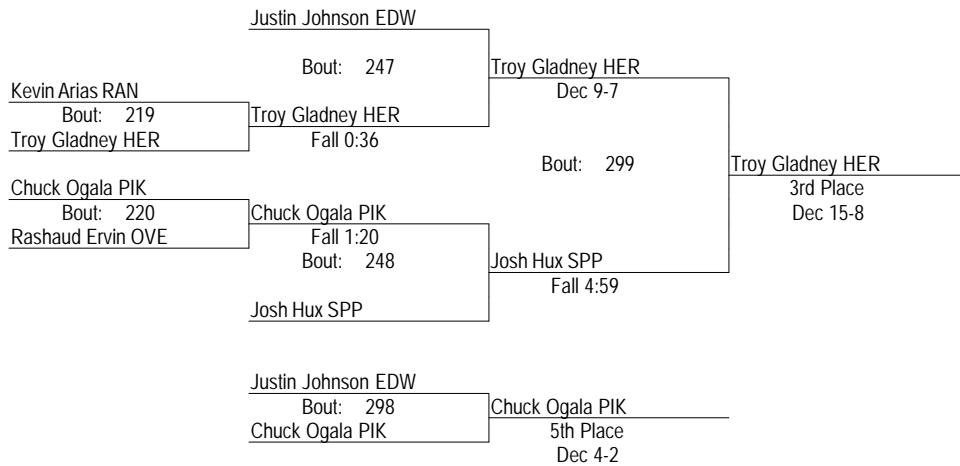 Justin Johnson EDW
Bout: 247
Troy Gladney HER
Dec 9-7
Kevin Arias RAN
Bout: 219
Troy Gladney HER
Troy Gladney HER
Fall 0:36
Bout: 299
Troy Gladney HER
3rd Place
Dec 15-8
Chuck Ogala PIK
Bout: 220
Rashaud Ervin OVE
Chuck Ogala PIK
Fall 1:20
Bout: 248
Josh Hux SPP
Fall 4:59
Josh Hux SPP
Justin Johnson EDW
Bout: 298
Chuck Ogala PIK
Chuck Ogala PIK
5th Place
Dec 4-2